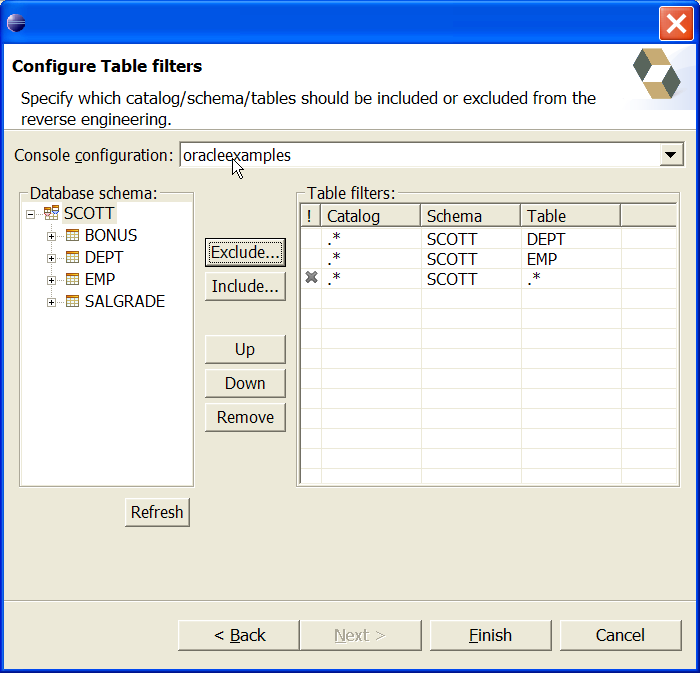 Configure Table filters
Specify which catalog/schema/tables should be included or excluded from the
reverse engineering.
Console configuration: oracleexamples
Database schema:
SCOTT
BONUS
DEPT
EMP
SALGRADE
Refresh
Exclude...
Include...
Up
Down
Remove
Table filters:
! Catalog Schema Table
.* SCOTT DEPT
.* SCOTT EMP
.* SCOTT .*
< Back Next > Finish Cancel